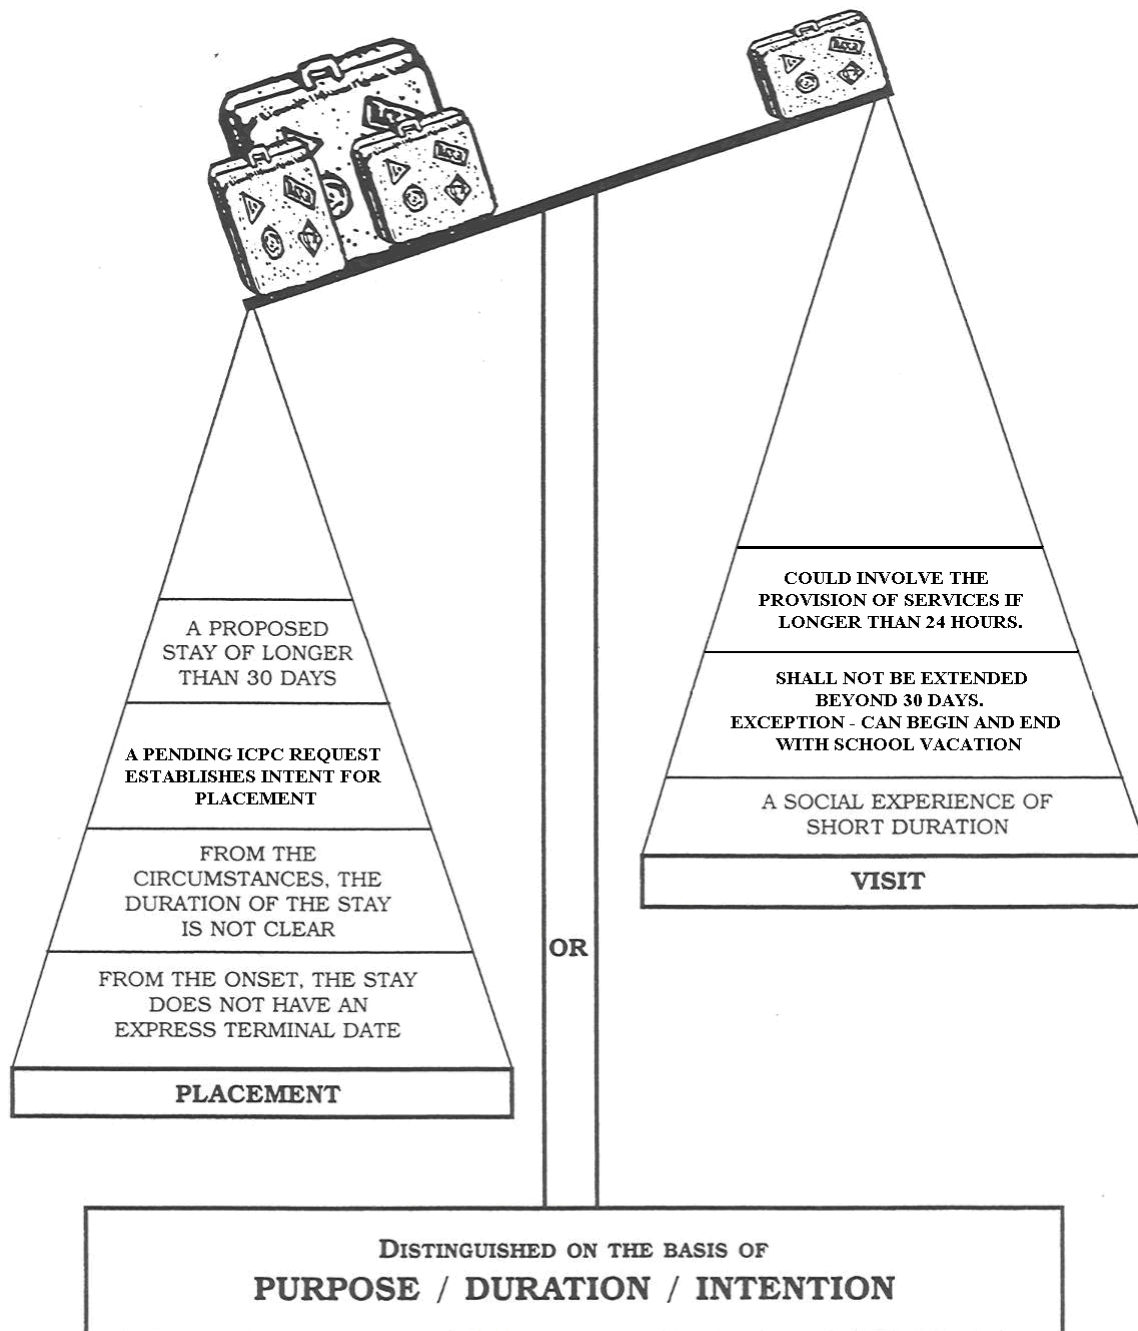 A PROPOSED
STAY OF LONGER
THAN 30 DAYS
A PENDING ICPC REQUEST
ESTABLISHES INTENT FOR
PLACEMENT
FROM THE
CIRCUMSTANCES, THE
DURATION OF THE STAY
IS NOT CLEAR
FROM THE ONSET, THE STAY
DOES NOT HAVE AN
EXPRESS TERMINAL DATE
PLACEMENT
OR
COULD INVOLVE THE
PROVISION OF SERVICES IF
LONGER THAN 24 HOURS.
SHALL NOT BE EXTENDED
BEYOND 30 DAYS.
EXCEPTION - CAN BEGIN AND END
WITH SCHOOL VACATION
A SOCIAL EXPERIENCE OF
SHORT DURATION
VISIT
DISTINGUISHED ON THE BASIS OF
PURPOSE / DURATION / INTENTION